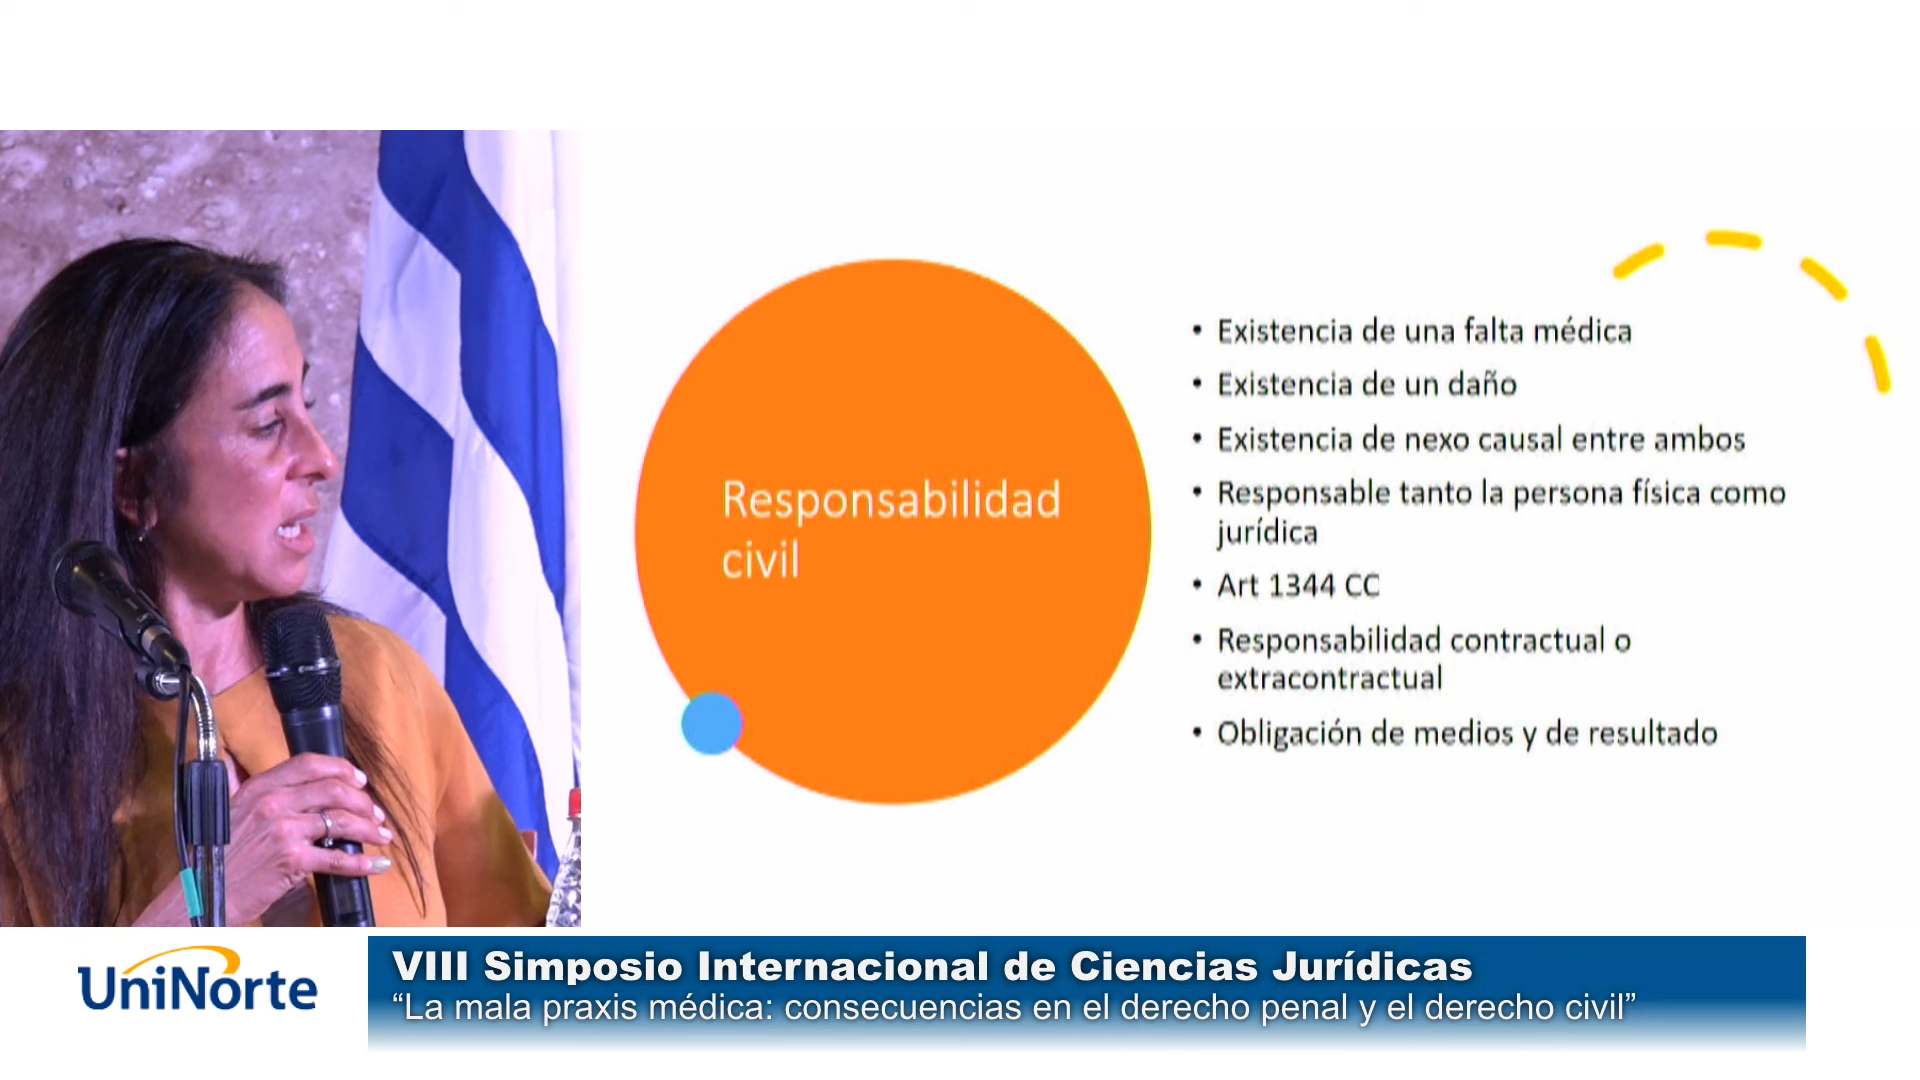 Responsabilidad
civil
• Existencia de una falta médica
• Existencia de un daño
• Existencia de nexo causal entre ambos
• Responsable tanto la persona física como
jurídica
• Art 1344 CC
• Responsabilidad contractual o
extracontractual
• Obligación de medios y de resultado
UniNorte
VIII Simposio Internacional de Ciencias Jurídicas
“La mala praxis médica: consecuencias en el derecho penal y el derecho civil”